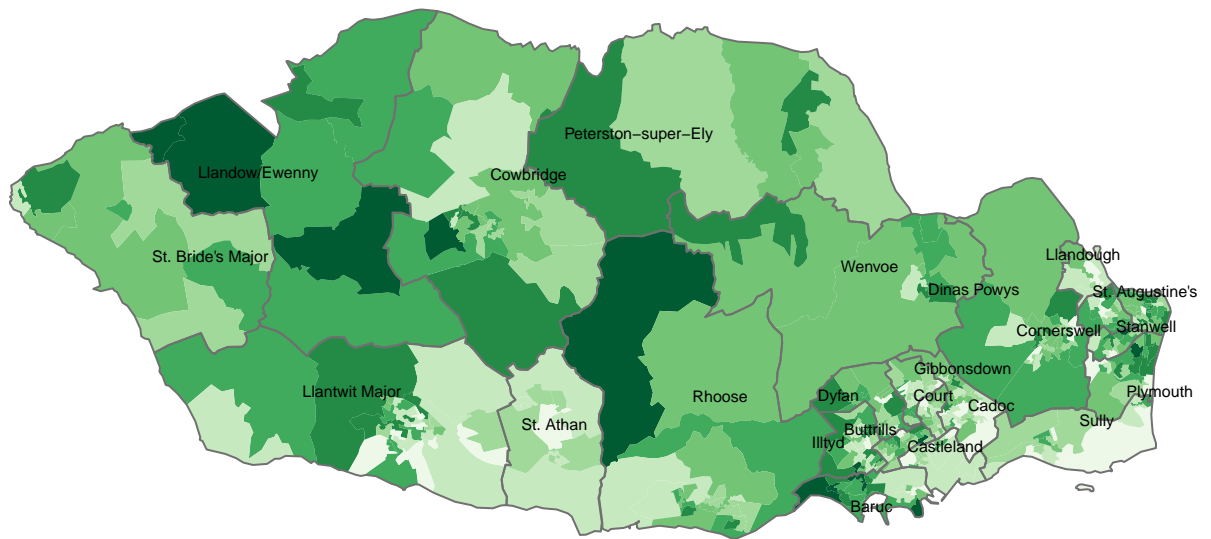 Peterston−super−Ely
Llandow/Ewenny
Cowbridge
St. Bride's Major
Llandough
Wenvoe
Dinas Powys
St. Augustine's
Cornerswell
Stanwell
Gibbonsdown
Llantwit Major
Plymouth
Rhoose
Dyfan
Court
Cadoc
St. Athan
Sully
Buttrills
Illtyd
Castleland
Baruc